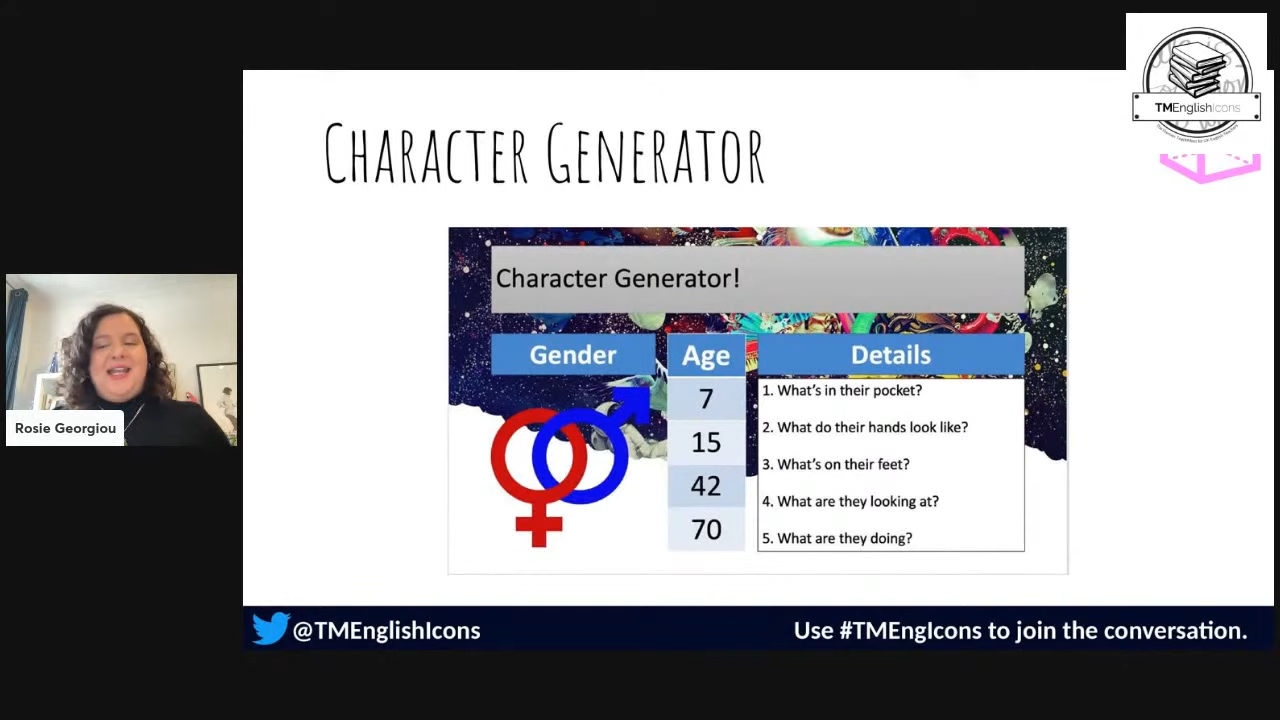 CHARACTER GENERATOR
TMEnglishIcons
Character Generator!
Gender
Age
Details
7
15
42
70
1. What's in their pocket?
2. What do their hands look like?
3. What's on their feet?
4. What are they looking at?
5. What are they doing?
Rosie Georgiou
@TMEnglishIcons
Use #TMEngIcons to join the conversation.